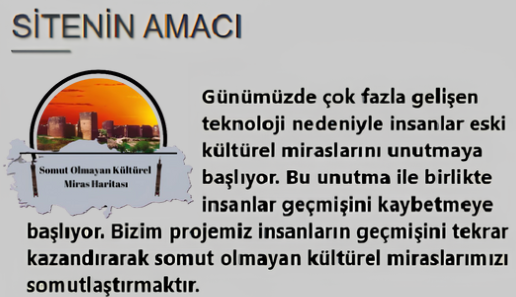 SİTENİN AMACI
Somut Olmayan Kültürel
Miras Haritası
Günümüzde çok fazla gelişen
teknoloji nedeniyle insanlar eski
kültürel miraslarını unutmaya
başlıyor. Bu unutma ile birlikte
insanlar geçmişini kaybetmeye
başlıyor. Bizim projemiz insanların geçmişini tekrar
kazandırarak somut olmayan kültürel miraslarımızı
somutlaştırmaktır.